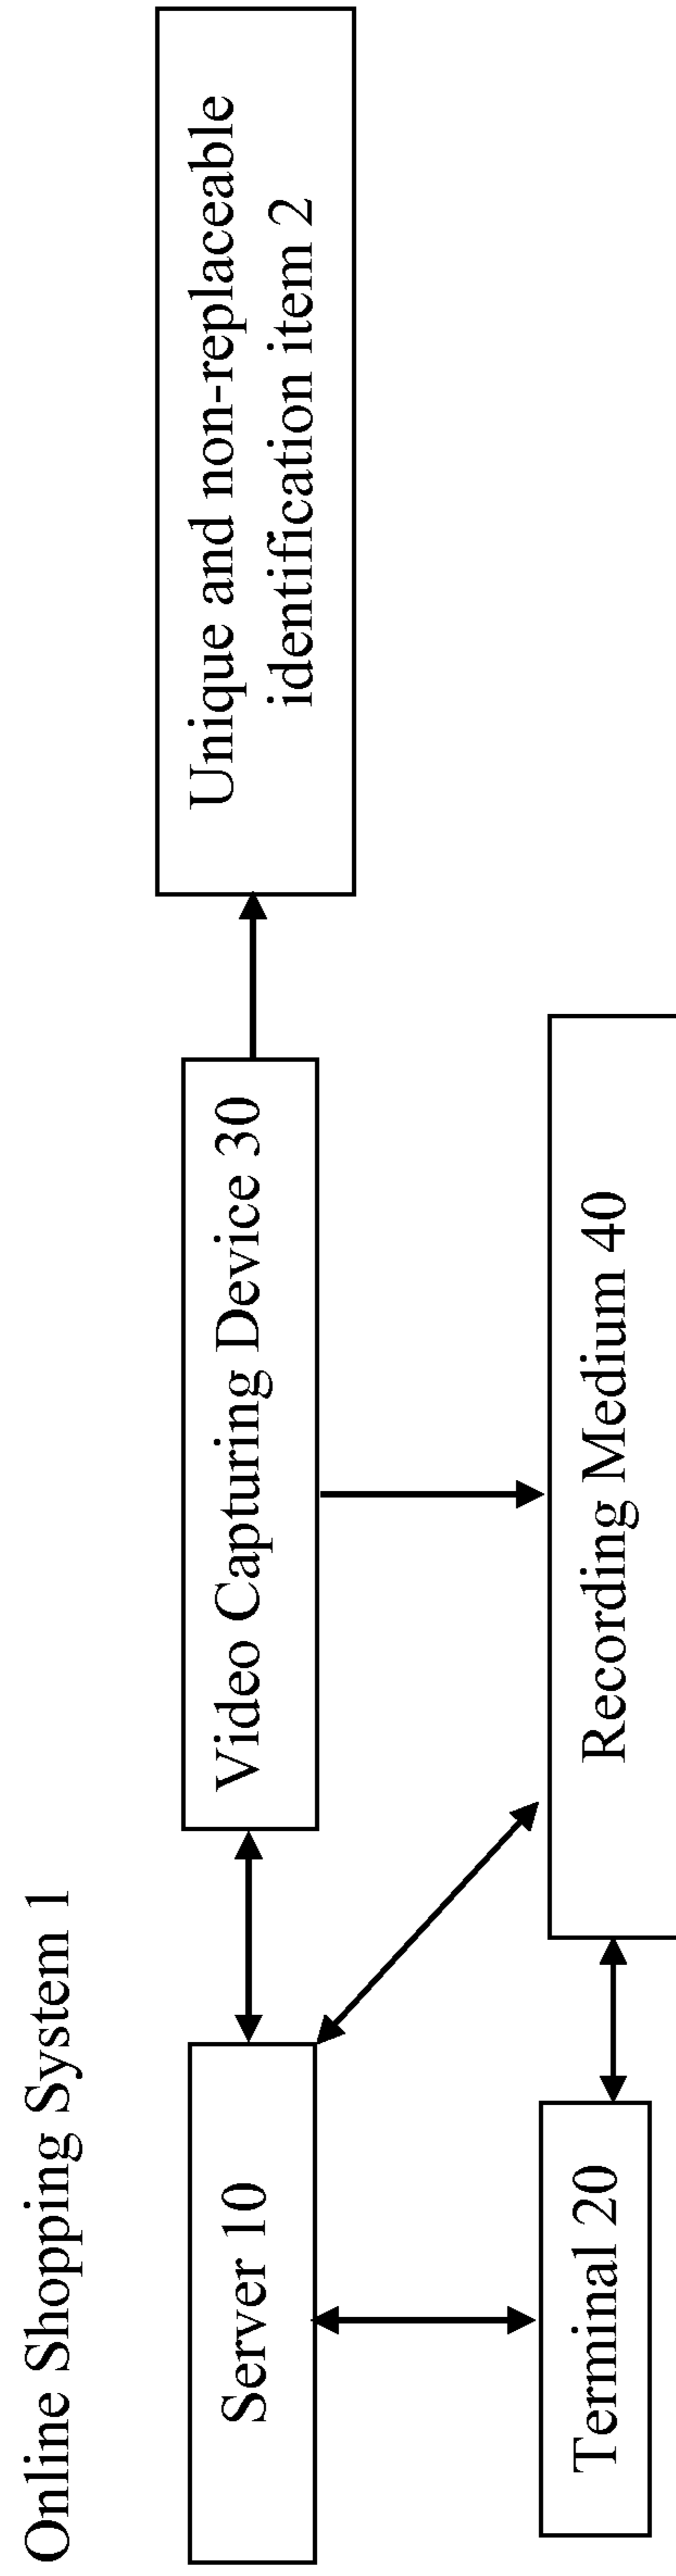 Online Shopping System 1
Server 10
Video Capturing Device 30
Unique and non-replaceable
identification item 2
Terminal 20
Recording Medium 40